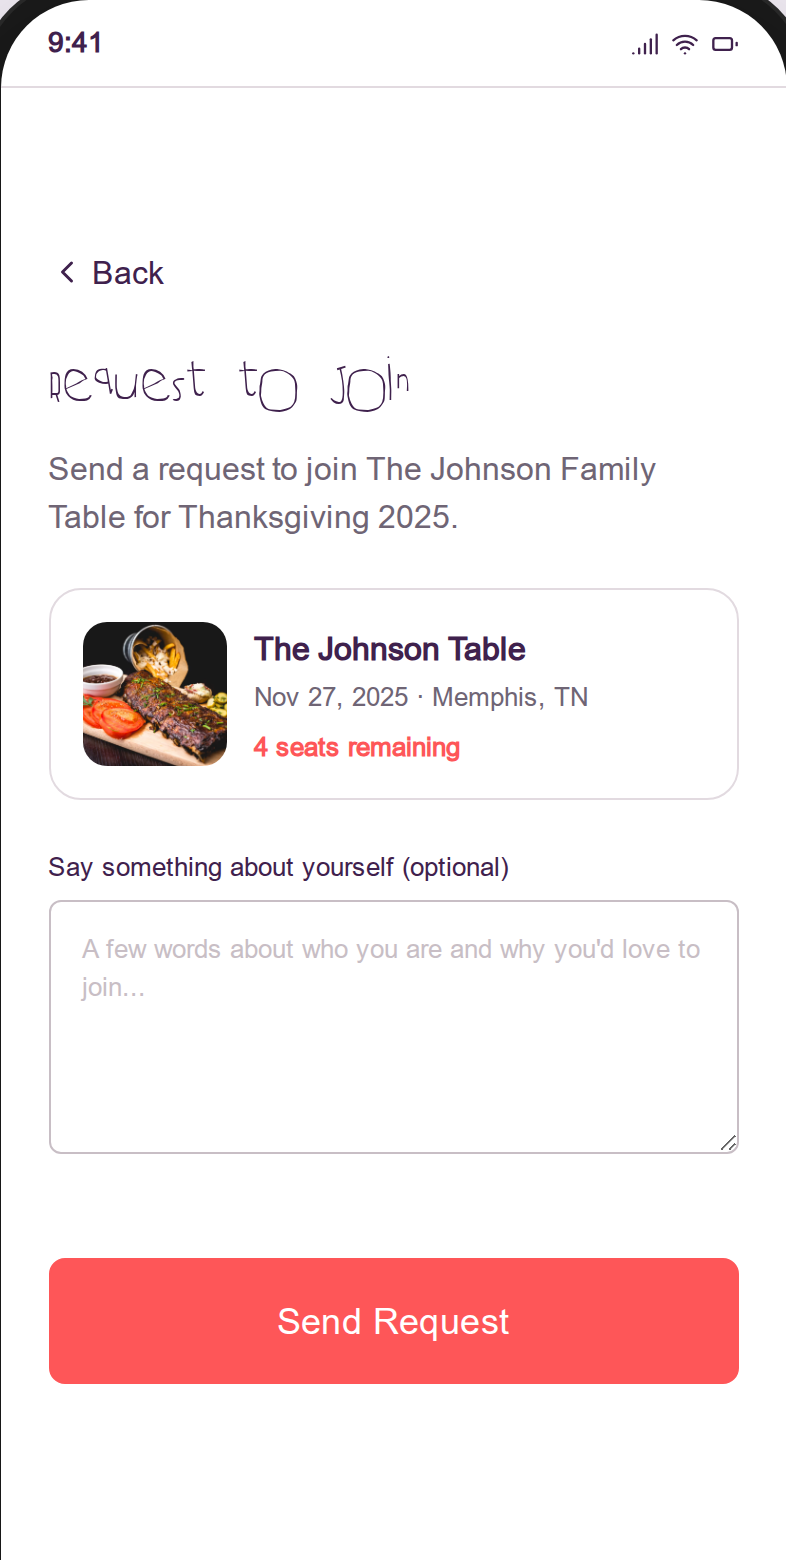 9:41
Back
Request to Join
Send a request to join The Johnson Family
Table for Thanksgiving 2025.
The Johnson Table
Nov 27, 2025 · Memphis, TN
4 seats remaining
Say something about yourself (optional)
A few words about who you are and why you'd love to
join...
Send Request